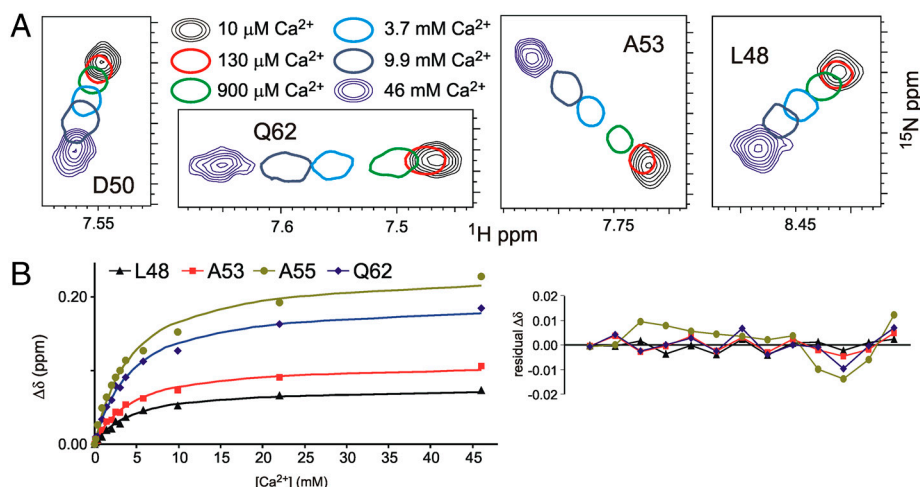 A
10 μM Ca²⁺ 3.7 mM Ca²⁺
130 μM Ca²⁺ 9.9 mM Ca²⁺
900 μM Ca²⁺ 46 mM Ca²⁺
D50
7.55
Q62
7.6 7.5
A53
7.75
L48
8.45
¹H ppm
¹⁵N ppm
B
L48 A53 A55 Q62
0.20
0.00
Δδ (ppm)
0 5 10 15 20 25 30 35 40 45
[Ca²⁺] (mM)
residual Δδ
0.02
0.01
0.00
-0.01
-0.02